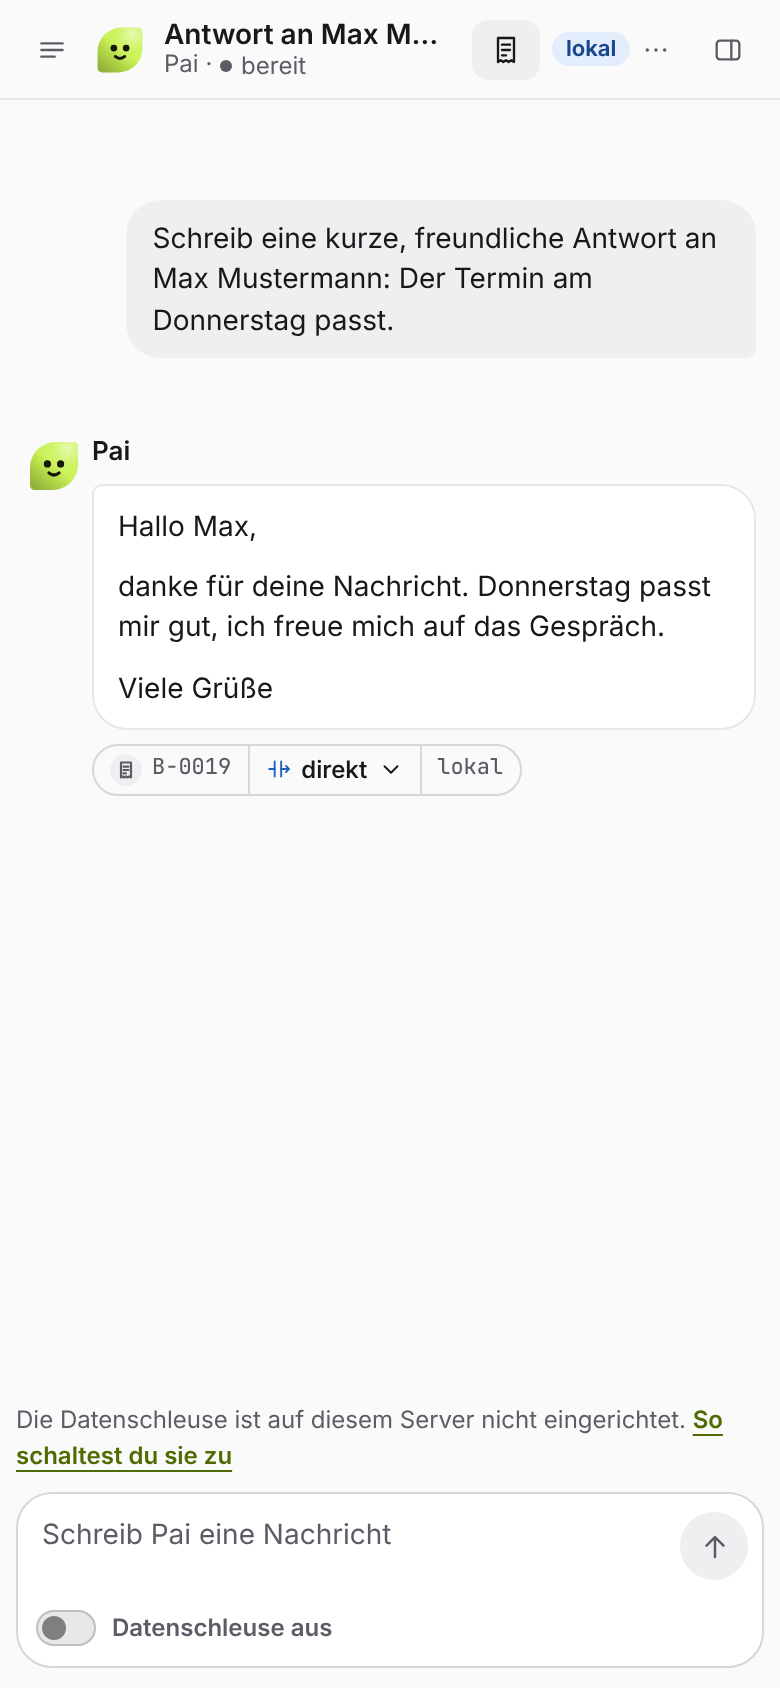 Antwort an Max M...
Pai · ● bereit
lokal
Schreib eine kurze, freundliche Antwort an
Max Mustermann: Der Termin am
Donnerstag passt.
Pai
Hallo Max,
danke für deine Nachricht. Donnerstag passt
mir gut, ich freue mich auf das Gespräch.
Viele Grüße
B-0019 direkt lokal
Die Datenschleuse ist auf diesem Server nicht eingerichtet. So
schaltest du sie zu
Schreib Pai eine Nachricht
Datenschleuse aus